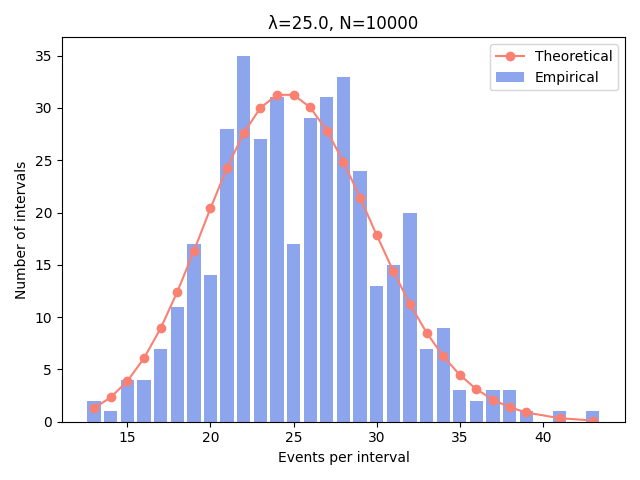 λ=25.0, N=10000
Theoretical
Empirical
Number of intervals
35
30
25
20
15
10
5
0
15
20
25
30
35
40
Events per interval